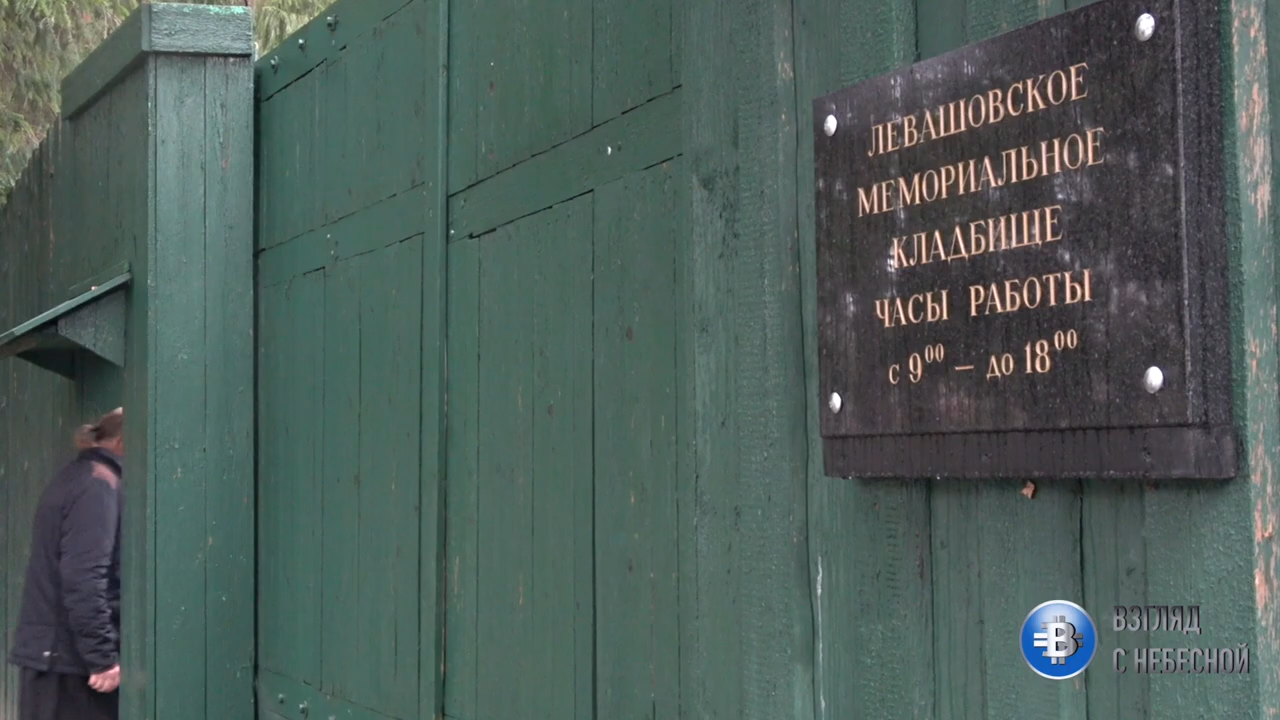 ЛЕВАШОВСКОЕ
МЕМОРИАЛЬНОЕ
КЛАДБИЩЕ
ЧАСЫ РАБОТЫ
с 9⁰⁰ — до 18⁰⁰
В
ВЗГЛЯД
С НЕБЕСНОЙ